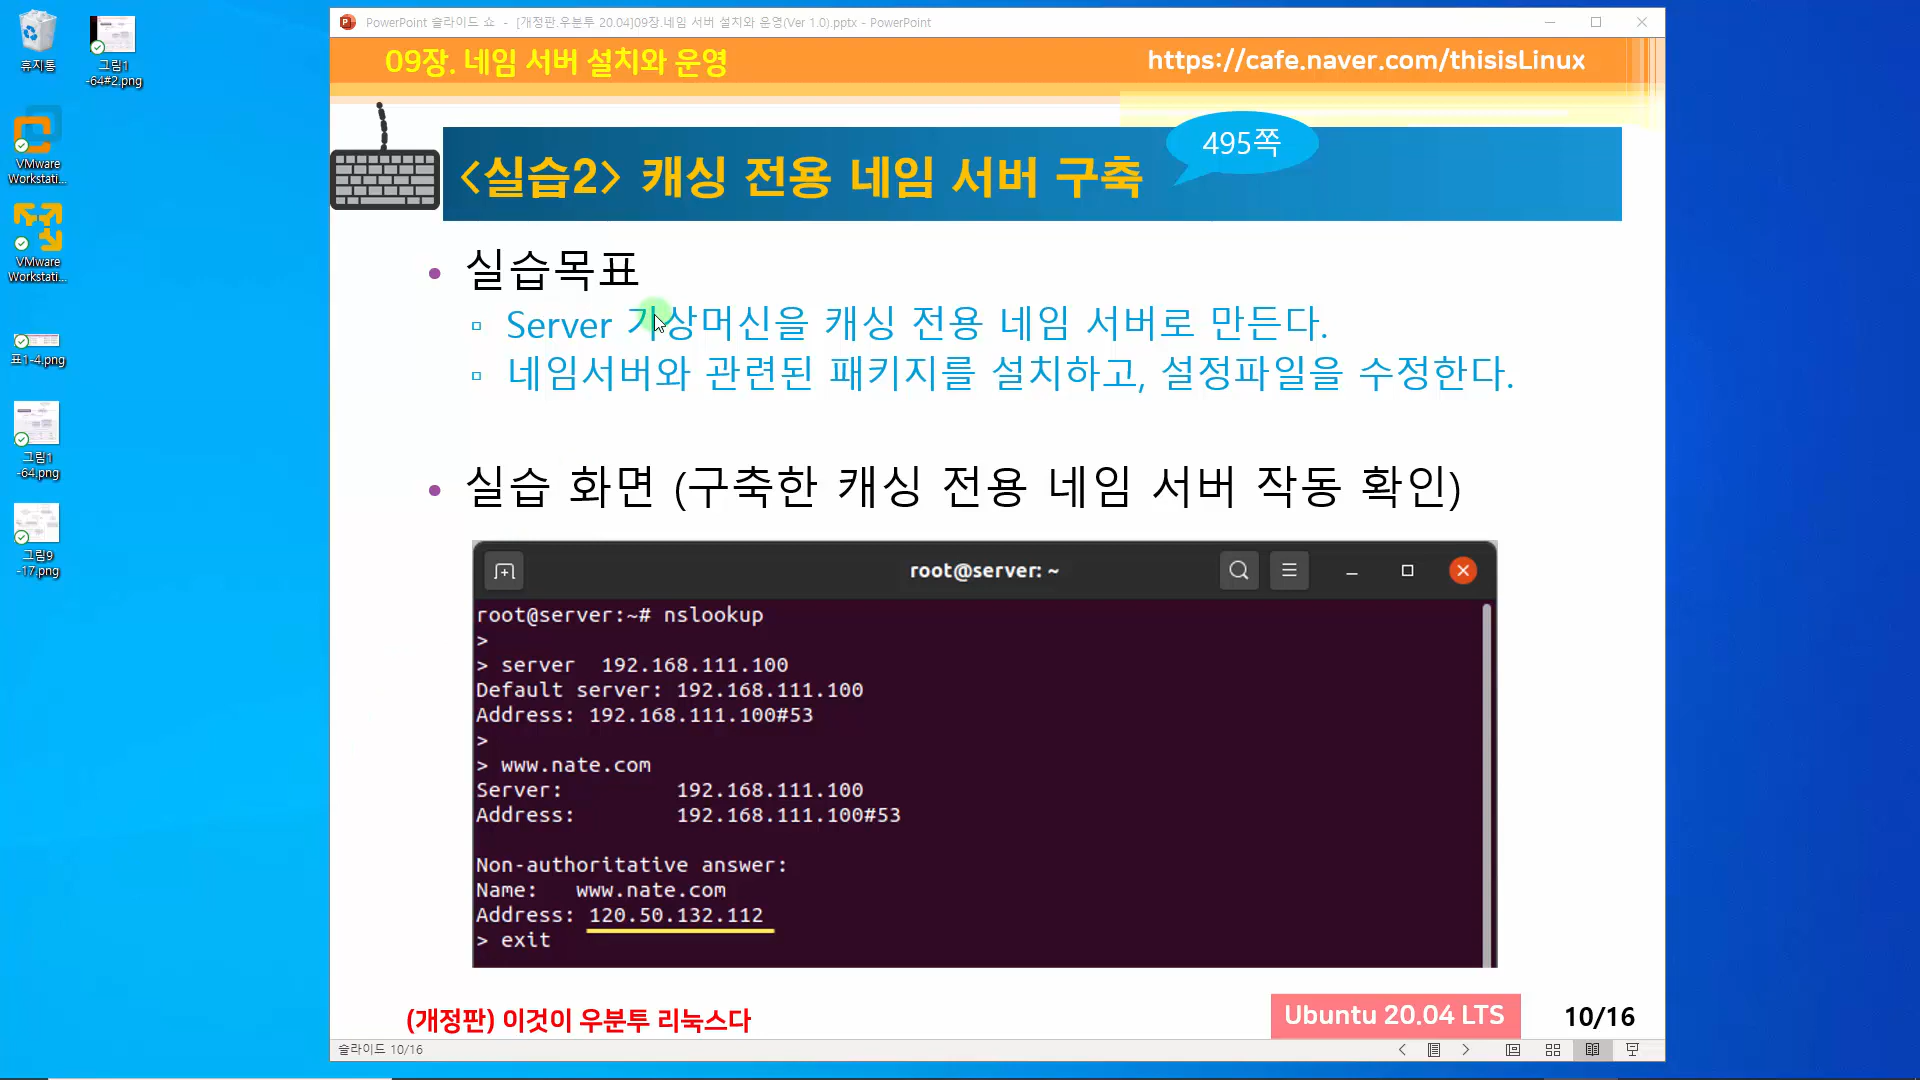 휴지통
그림1
-64#2.png
VMware
Workstati...
VMware
Workstati...
표1-4.png
그림1
-64.png
그림9
-17.png
PowerPoint 슬라이드 쇼 - [개정판.우분투 20.04]09장.네임 서버 설치와 운영(Ver 1.0).pptx - PowerPoint
09장. 네임 서버 설치와 운영
https://cafe.naver.com/thisisLinux
495쪽
<실습2> 캐싱 전용 네임 서버 구축
• 실습목표
Server 가상머신을 캐싱 전용 네임 서버로 만든다.
네임서버와 관련된 패키지를 설치하고, 설정파일을 수정한다.
• 실습 화면 (구축한 캐싱 전용 네임 서버 작동 확인)
root@server: ~
root@server:~# nslookup
>
> server  192.168.111.100
Default server: 192.168.111.100
Address: 192.168.111.100#53
>
> www.nate.com
Server:         192.168.111.100
Address:        192.168.111.100#53
Non-authoritative answer:
Name:   www.nate.com
Address: 120.50.132.112
> exit
(개정판) 이것이 우분투 리눅스다
Ubuntu 20.04 LTS
10/16
슬라이드 10/16